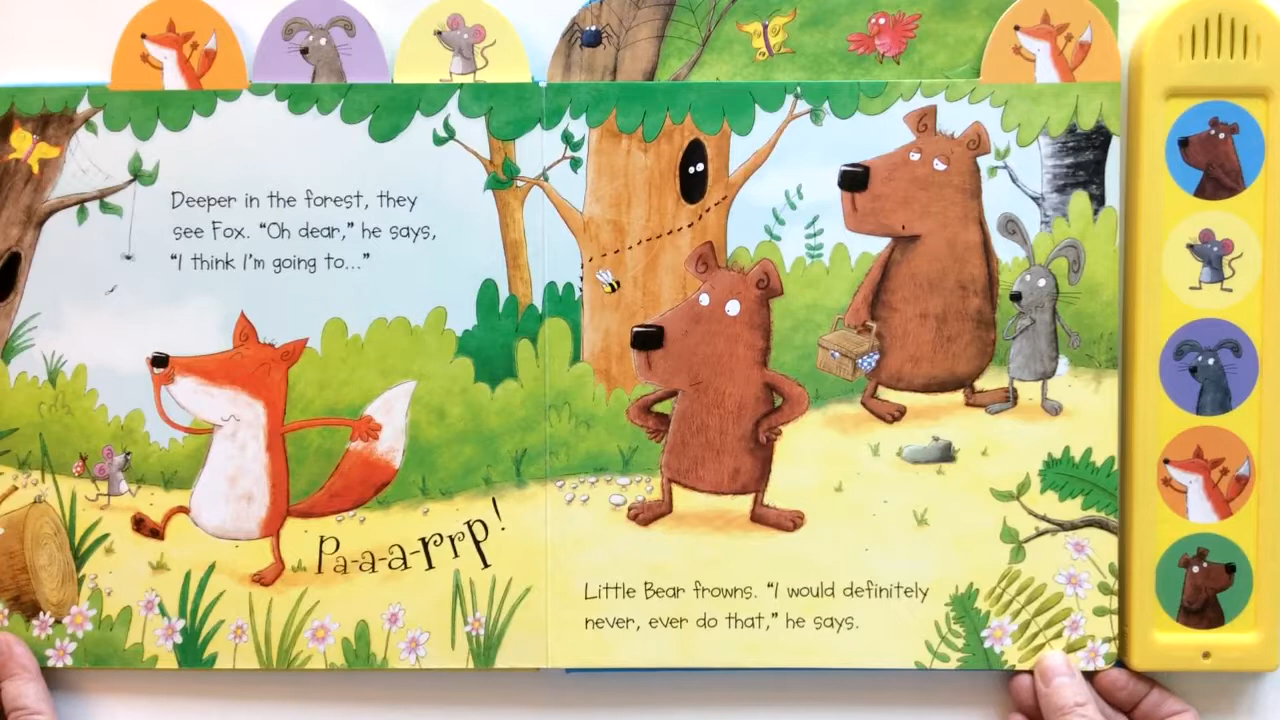 Deeper in the forest, they
see Fox. “Oh dear,” he says,
“I think I’m going to...”
Pa-a-a-rrp!
Little Bear frowns. “I would definitely
never, ever do that,” he says.